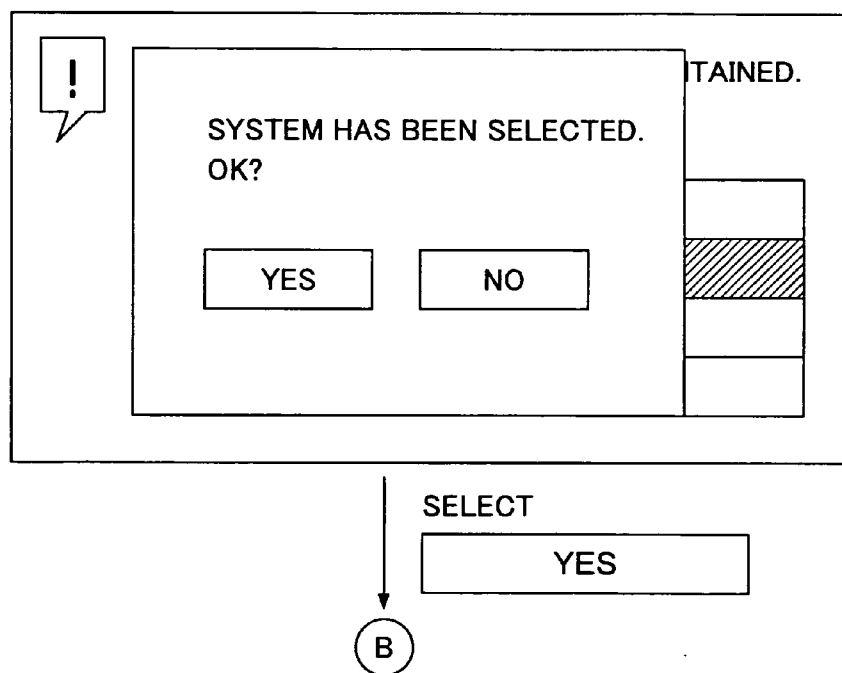 !
ITAINED.
SYSTEM HAS BEEN SELECTED.
OK?
YES NO
SELECT
YES
B